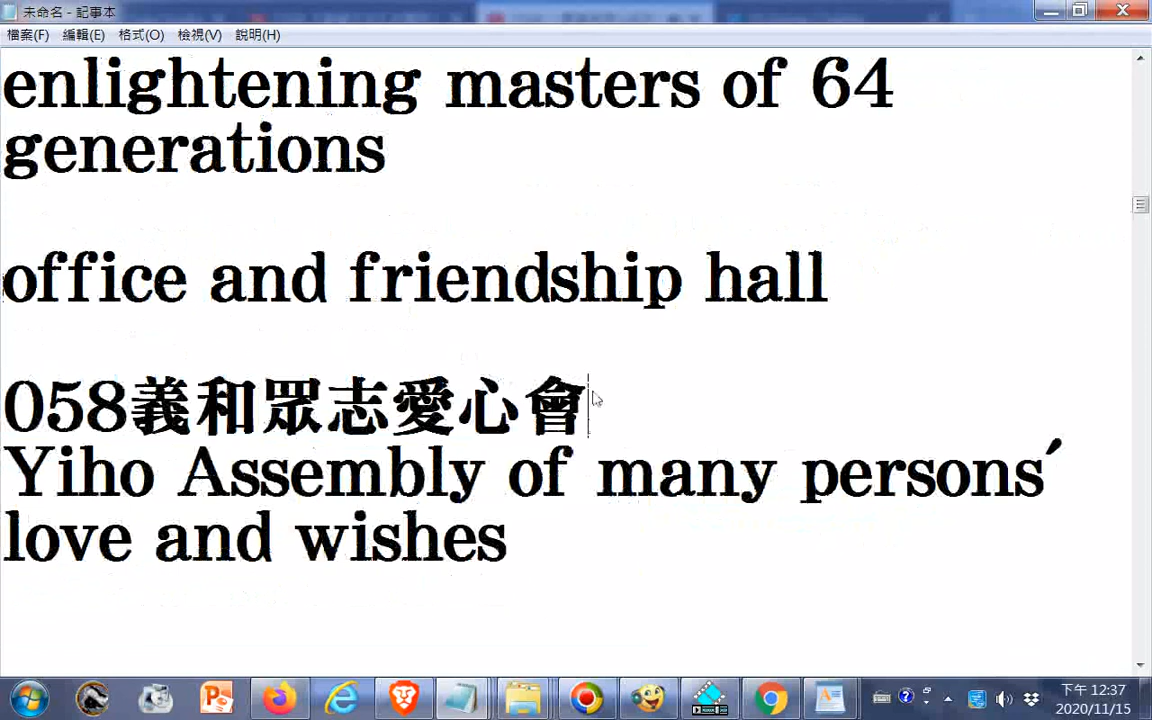 未命名 - 記事本
檔案(F) 編輯(E) 格式(O) 檢視(V) 說明(H)
enlightening masters of 64
generations
office and friendship hall
058義和眾志愛心會
Yiho Assembly of many persons′
love and wishes
下午 12:37
2020/11/15